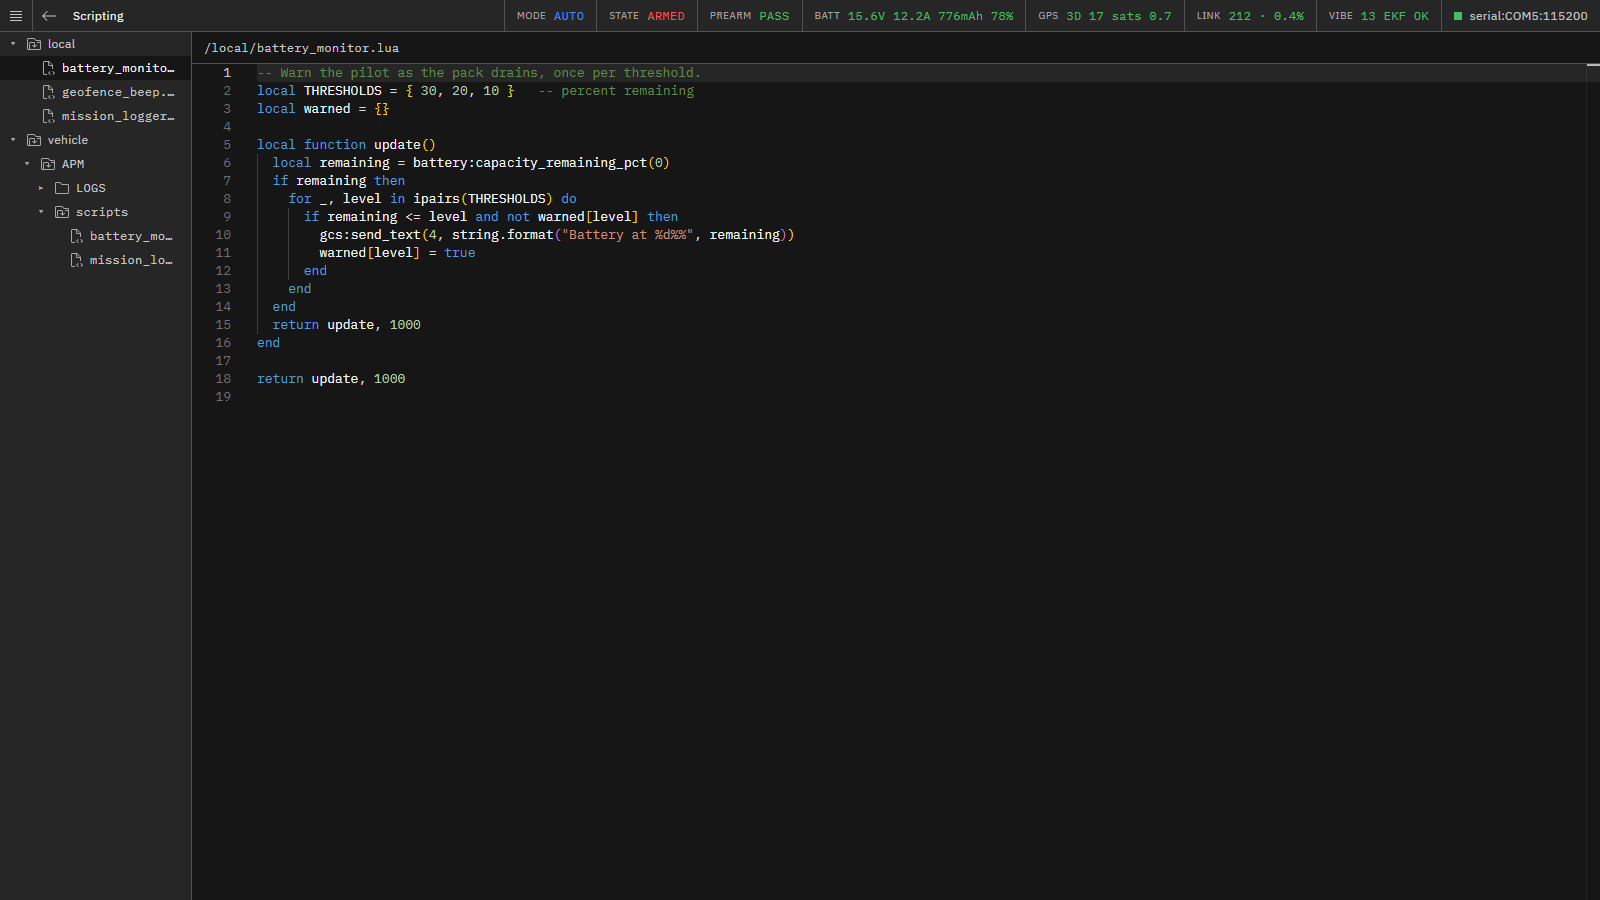 Scripting
MODE AUTO STATE ARMED PREARM PASS BATT 15.6V 12.2A 776mAh 78% GPS 3D 17 sats 0.7 LINK 212 · 0.4% VIBE 13 EKF OK serial:COM5:115200
local
battery_monito…
geofence_beep.…
mission_logger…
vehicle
APM
LOGS
scripts
battery_mo…
mission_lo…
/local/battery_monitor.lua
1 -- Warn the pilot as the pack drains, once per threshold.
2 local THRESHOLDS = { 30, 20, 10 }   -- percent remaining
3 local warned = {}
4
5 local function update()
6   local remaining = battery:capacity_remaining_pct(0)
7   if remaining then
8     for _, level in ipairs(THRESHOLDS) do
9       if remaining <= level and not warned[level] then
10         gcs:send_text(4, string.format("Battery at %d%%", remaining))
11         warned[level] = true
12       end
13     end
14   end
15   return update, 1000
16 end
17
18 return update, 1000
19